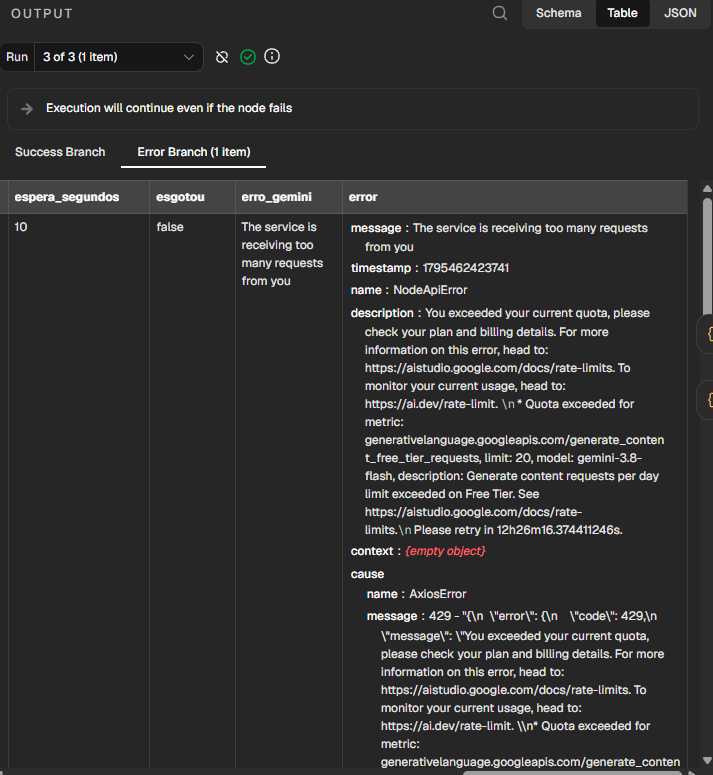 OUTPUT
Schema
Table
JSON
Run
3 of 3 (1 item)
Execution will continue even if the node fails
Success Branch
Error Branch (1 item)
espera_segundos
esgotou
erro_gemini
error
10
false
The service is
receiving too
many requests
from you
message : The service is receiving too many requests
from you
timestamp : 1795462423741
name : NodeApiError
description : You exceeded your current quota, please
check your plan and billing details. For more
information on this error, head to:
https://aistudio.google.com/docs/rate-limits. To
monitor your current usage, head to:
https://ai.dev/rate-limit. \n * Quota exceeded for
metric:
generativelanguage.googleapis.com/generate_conten
t_free_tier_requests, limit: 20, model: gemini-3.8-
flash, description: Generate content requests per day
limit exceeded on Free Tier. See
https://aistudio.google.com/docs/rate-
limits.\n Please retry in 12h26m16.374411246s.
context : {empty object}
cause
name : AxiosError
message : 429 - "{\n  \"error\": {\n    \"code\": 429,\n
\"message\": \"You exceeded your current quota,
please check your plan and billing details. For more
information on this error, head to:
https://aistudio.google.com/docs/rate-limits. To
monitor your current usage, head to:
https://ai.dev/rate-limit. \\n* Quota exceeded for
metric:
generativelanguage.googleapis.com/generate_conten